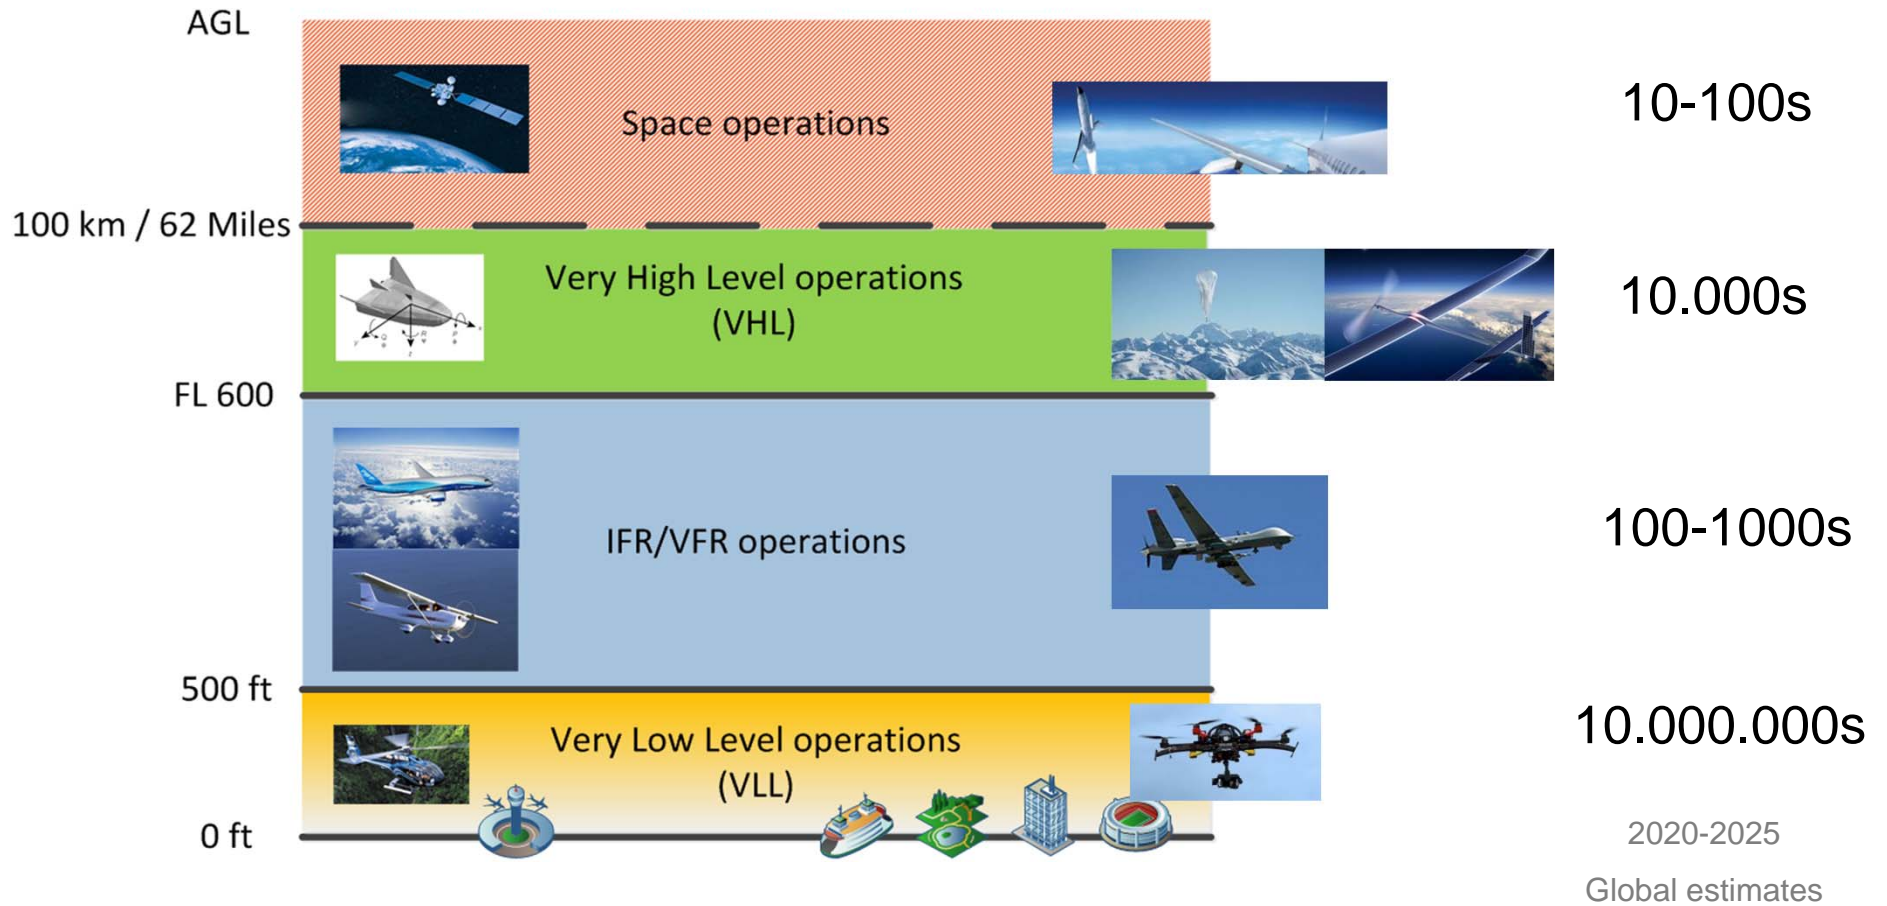 AGL
Space operations
10-100s
100 km / 62 Miles
Very High Level operations
(VHL)
10.000s
FL 600
IFR/VFR operations
100-1000s
500 ft
Very Low Level operations
(VLL)
10.000.000s
0 ft
2020-2025
Global estimates